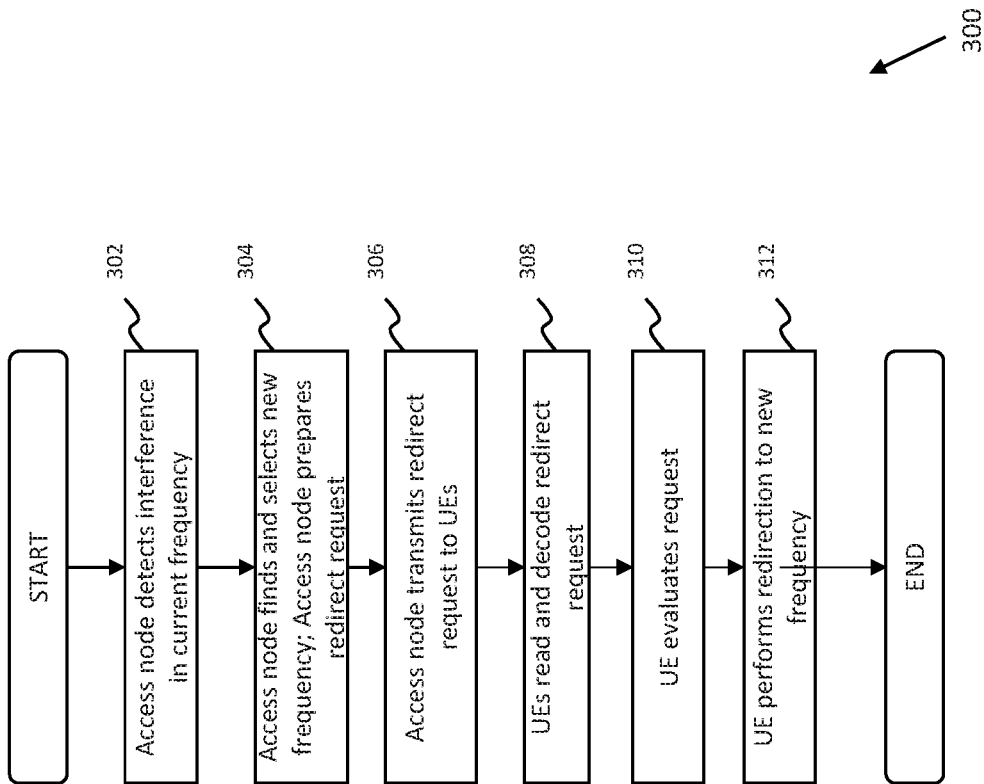 START
302
Access node detects interference
in current frequency
304
Access node finds and selects new
frequency; Access node prepares
redirect request
306
Access node transmits redirect
request to UEs
308
UEs read and decode redirect
request
310
UE evaluates request
312
UE performs redirection to new
frequency
END
300